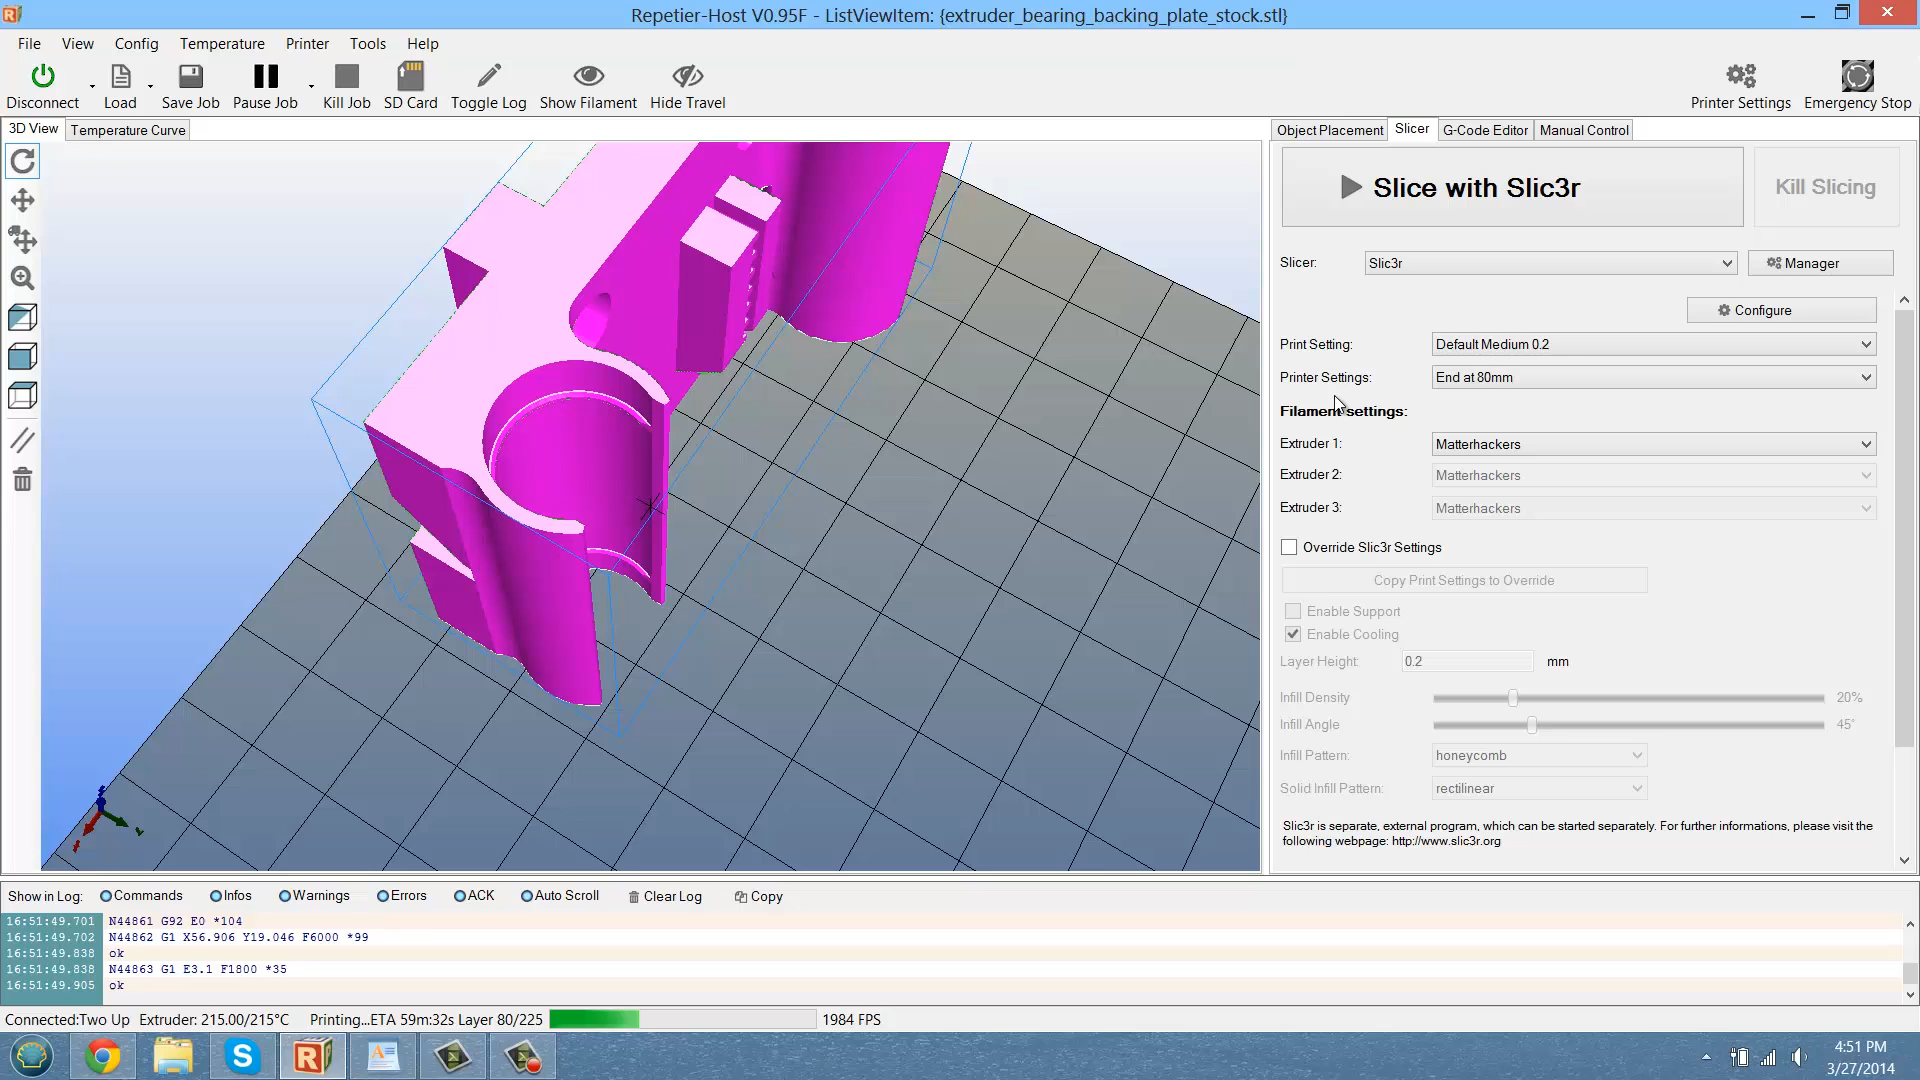 Repetier-Host V0.95F - ListViewItem: {extruder_bearing_backing_plate_stock.stl}
File View Config Temperature Printer Tools Help
Disconnect Load Save Job Pause Job Kill Job SD Card Toggle Log Show Filament Hide Travel Printer Settings Emergency Stop
3D View Temperature Curve
Object Placement Slicer G-Code Editor Manual Control
Slice with Slic3r Kill Slicing
Slicer: Slic3r Manager
Configure
Print Setting: Default Medium 0.2
Printer Settings: End at 80mm
Filament settings:
Extruder 1: Matterhackers
Extruder 2: Matterhackers
Extruder 3: Matterhackers
Override Slic3r Settings
Copy Print Settings to Override
Enable Support
Enable Cooling
Layer Height: 0.2 mm
Infill Density 20%
Infill Angle 45°
Infill Pattern: honeycomb
Solid Infill Pattern: rectilinear
Slic3r is separate, external program, which can be started separately. For further informations, please visit the
following webpage: http://www.slic3r.org
Show in Log: Commands Infos Warnings Errors ACK Auto Scroll Clear Log Copy
16:51:49.701 N44861 G92 E0 *104
16:51:49.702 N44862 G1 X56.906 Y19.046 F6000 *99
16:51:49.838 ok
16:51:49.838 N44863 G1 E3.1 F1800 *35
16:51:49.905 ok
Connected:Two Up Extruder: 215.00/215°C Printing...ETA 59m:32s Layer 80/225 1984 FPS
4:51 PM
3/27/2014